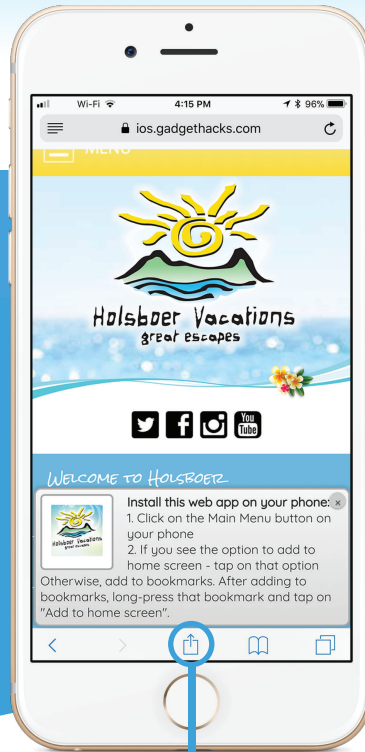 Wi-Fi 4:15 PM 96%
ios.gadgethacks.com
MENU
Holsboer Vacations
great escapes
You
Tube
WELCOME TO HOLSBOER
Install this web app on your phone: x
1. Click on the Main Menu button on
your phone
2. If you see the option to add to
home screen - tap on that option
Holsboer Vacations
Otherwise, add to bookmarks. After adding to
bookmarks, long-press that bookmark and tap on
"Add to home screen".